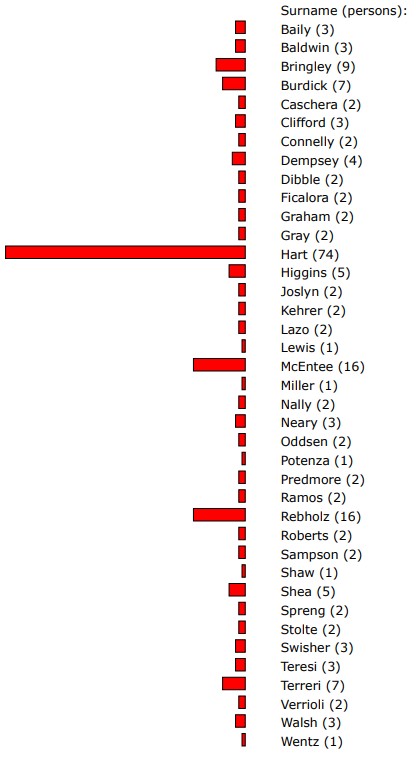 Surname (persons):
Baily (3)
Baldwin (3)
Bringley (9)
Burdick (7)
Caschera (2)
Clifford (3)
Connelly (2)
Dempsey (4)
Dibble (2)
Ficalora (2)
Graham (2)
Gray (2)
Hart (74)
Higgins (5)
Joslyn (2)
Kehrer (2)
Lazo (2)
Lewis (1)
McEntee (16)
Miller (1)
Nally (2)
Neary (3)
Oddsen (2)
Potenza (1)
Predmore (2)
Ramos (2)
Rebholz (16)
Roberts (2)
Sampson (2)
Shaw (1)
Shea (5)
Spreng (2)
Stolte (2)
Swisher (3)
Teresi (3)
Terreri (7)
Verrioli (2)
Walsh (3)
Wentz (1)